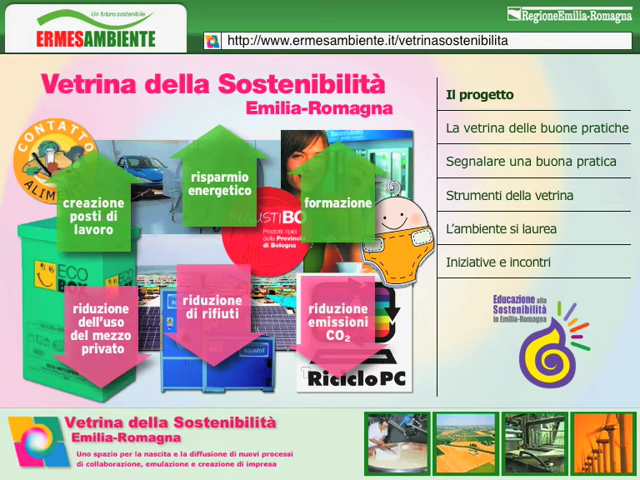 Un futuro sostenibile
ERMESAMBIENTE
RegioneEmilia-Romagna
http://www.ermesambiente.it/vetrinasostenibilita
Vetrina della Sostenibilità
Emilia-Romagna
CONTATTO
ALIMENT
creazione
posti di
lavoro
risparmio
energetico
formazione
DEGUSTIBO
Prodotti tipici
della Provincia
di Bologna
ECO
BOX
riduzione
dell'uso
del mezzo
privato
riduzione
di rifiuti
riduzione
emissioni
CO₂
Riciclo PC
Il progetto
La vetrina delle buone pratiche
Segnalare una buona pratica
Strumenti della vetrina
L'ambiente si laurea
Iniziative e incontri
Educazione alla
Sostenibilità
in Emilia-Romagna
Vetrina della Sostenibilità
Emilia-Romagna
Uno spazio per la nascita e la diffusione di nuovi processi
di collaborazione, emulazione e creazione di impresa